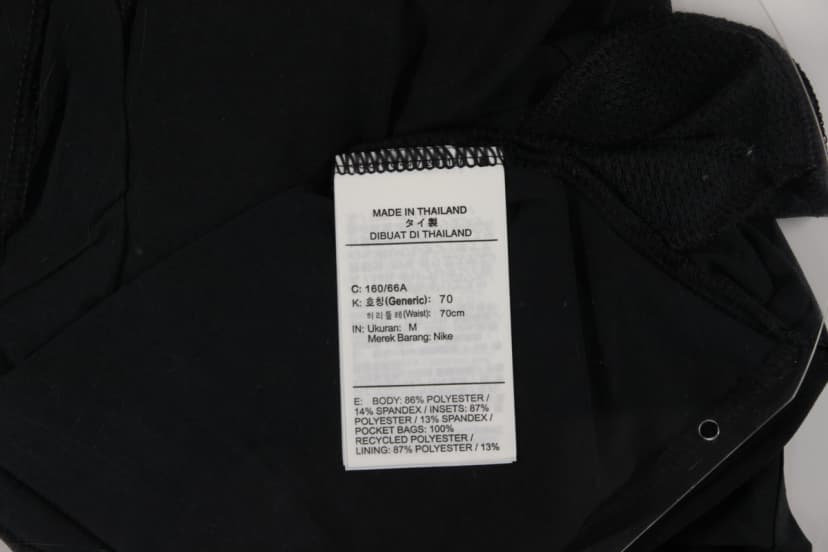 MADE IN THAILAND
タイ製
DIBUAT DI THAILAND
C: 160/66A
K: 호칭(Generic): 70
허리둘레(Waist): 70cm
IN: Ukuran: M
Merek Barang: Nike
E: BODY: 86% POLYESTER /
14% SPANDEX / INSETS: 87%
POLYESTER / 13% SPANDEX /
POCKET BAGS: 100%
RECYCLED POLYESTER /
LINING: 87% POLYESTER / 13%